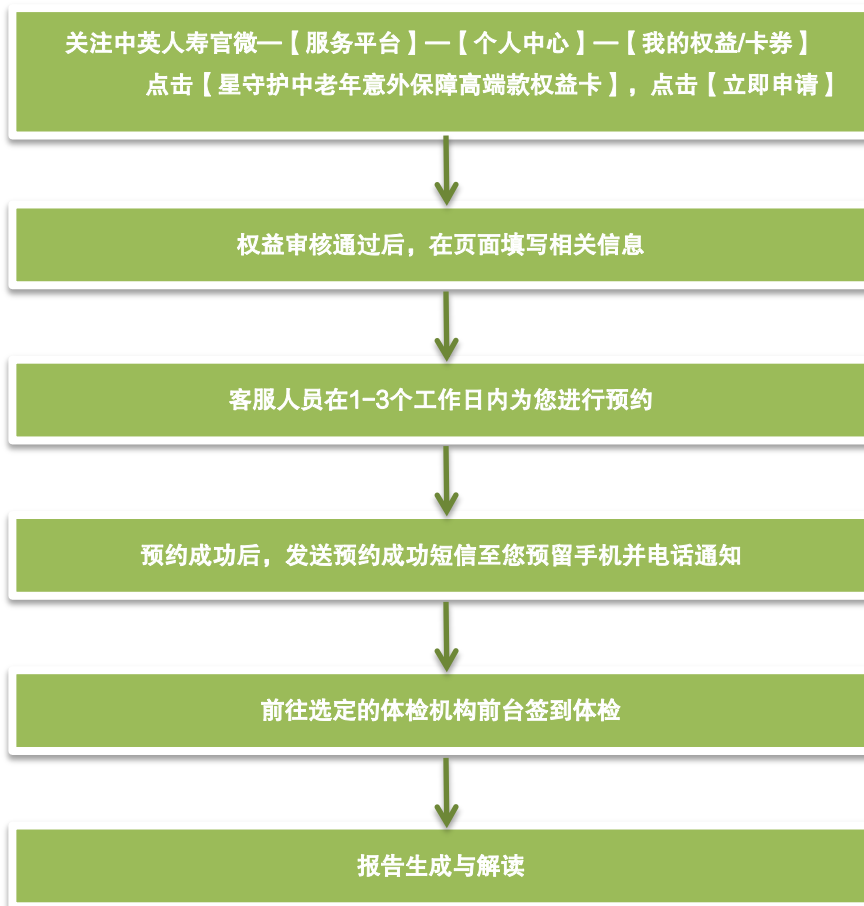 关注中英人寿官微—【服务平台】—【个人中心】—【我的权益/卡券】
点击【星守护中老年意外保障高端款权益卡】，点击【立即申请】
权益审核通过后，在页面填写相关信息
客服人员在1-3个工作日内为您进行预约
预约成功后，发送预约成功短信至您预留手机并电话通知
前往选定的体检机构前台签到体检
报告生成与解读